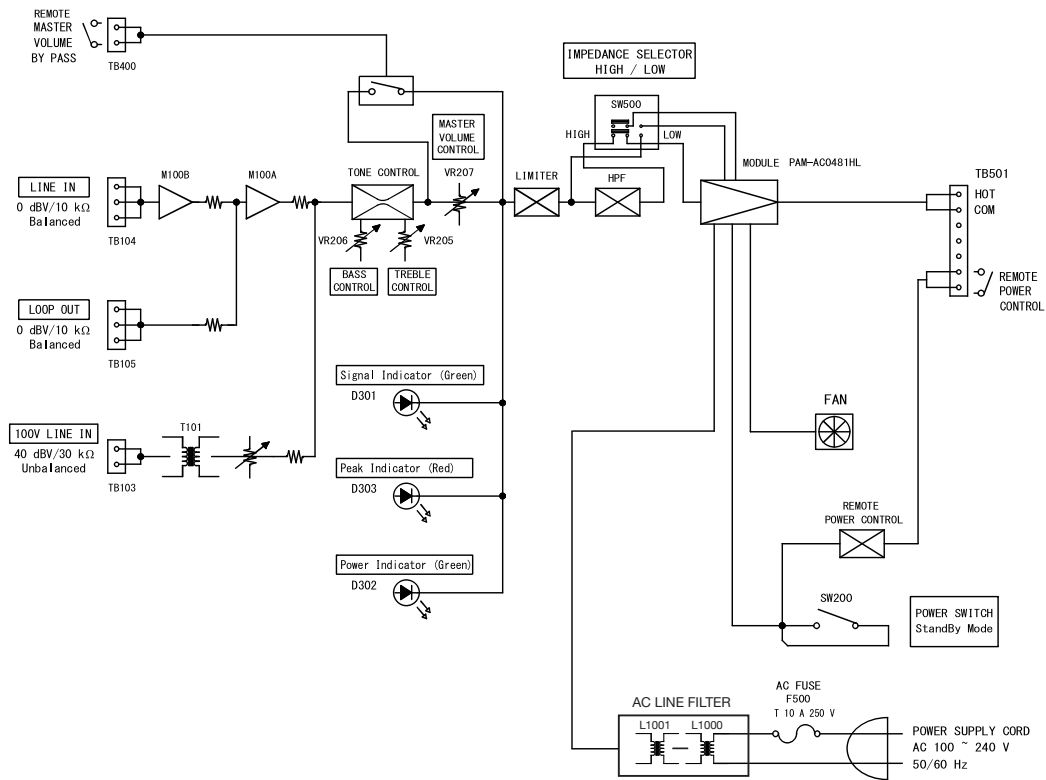 REMOTE
MASTER
VOLUME
BY PASS
TB400
IMPEDANCE SELECTOR
HIGH / LOW
SW500
HIGH
LOW
MASTER
VOLUME
CONTROL
VR207
LINE IN
0 dBV/10 kΩ
Balanced
TB104
M100B
M100A
TONE CONTROL
VR206
VR205
BASS
CONTROL
TREBLE
CONTROL
LIMITER
HPF
MODULE PAM-AC0481HL
TB501
HOT
COM
REMOTE
POWER
CONTROL
LOOP OUT
0 dBV/10 kΩ
Balanced
TB105
Signal Indicator (Green)
D301
100V LINE IN
40 dBV/30 kΩ
Unbalanced
TB103
T101
Peak Indicator (Red)
D303
Power Indicator (Green)
D302
FAN
REMOTE
POWER CONTROL
SW200
POWER SWITCH
StandBy Mode
AC LINE FILTER
L1001
L1000
AC FUSE
F500
T 10 A 250 V
POWER SUPPLY CORD
AC 100 ~ 240 V
50/60 Hz